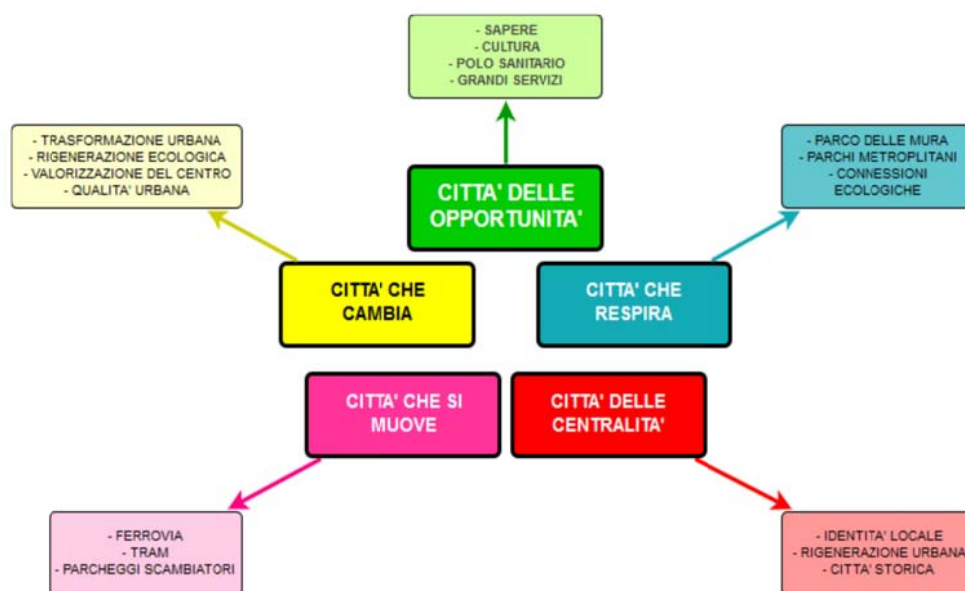 - SAPERE
- CULTURA
- POLO SANITARIO
- GRANDI SERVIZI
- TRASFORMAZIONE URBANA
- RIGENERAZIONE ECOLOGICA
- VALORIZZAZIONE DEL CENTRO
- QUALITA' URBANA
- PARCO DELLE MURA
- PARCHI METROPLITANI
- CONNESSIONI
ECOLOGICHE
CITTA' DELLE
OPPORTUNITA'
CITTA' CHE
CAMBIA
CITTA' CHE
RESPIRA
CITTA' CHE SI
MUOVE
CITTA' DELLE
CENTRALITA'
- FERROVIA
- TRAM
- PARCHEGGI SCAMBIATORI
- IDENTITA' LOCALE
- RIGENERAZIONE URBANA
- CITTA' STORICA